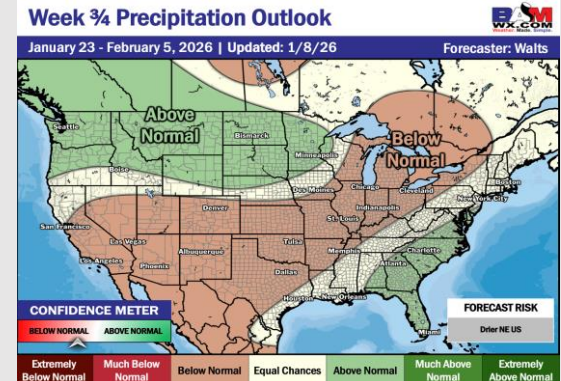 Week ¾ Precipitation Outlook
BAM
WX.COM
Weather. Made. Simple.
January 23 - February 5, 2026 | Updated: 1/8/26
Forecaster: Walts
Seattle
Above
Normal
Bismarck
Below
Normal
Minneapolis
Boise
Boston
Des Moines
Chicago
Cleveland
New York City
Denver
Indianapolis
San Francisco
St. Louis
Las Vegas
Albuquerque
Tulsa
Memphis
Charlotte
Los Angeles
Phoenix
Atlanta
Dallas
Houston
New Orleans
Miami
CONFIDENCE METER
BELOW NORMAL
ABOVE NORMAL
FORECAST RISK
Drier NE US
Extremely
Below Normal
Much Below
Normal
Below Normal
Equal Chances
Above Normal
Much Above
Normal
Extremely
Above Normal